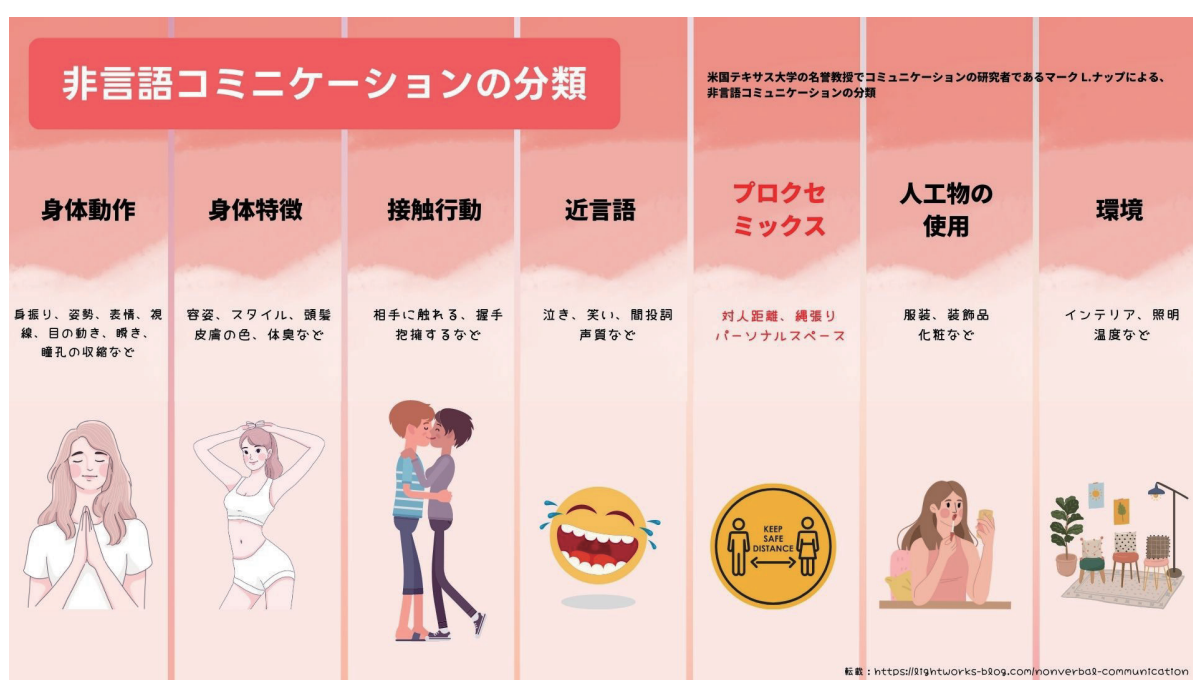 非言語コミニケーションの分類
米国テキサス大学の名誉教授でコミュニケーションの研究者であるマークL.ナップによる、
非言語コミュニケーションの分類
身体動作
身振り、姿勢、表情、視
線、目の動き、瞬き、
瞳孔の収縮など
身体特徴
容姿、スタイル、頭髪
皮膚の色、体臭など
接触行動
相手に触れる、握手
抱擁するなど
近言語
泣き、笑い、間投詞
声質など
プロクセ
ミックス
対人距離、縄張り
パーソナルスペース
KEEP
SAFE
DISTANCE
人工物の
使用
服装、装飾品
化粧など
環境
インテリア、照明
温度など
転載：https://lightworks-blog.com/nonverbal-communication